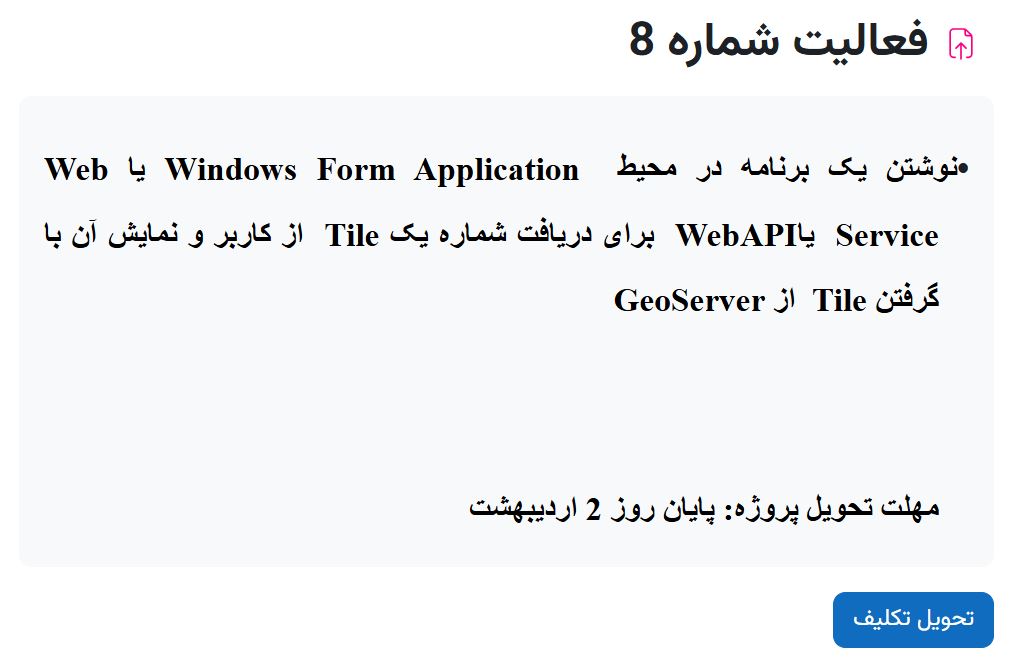 فعالیت شماره 8
•نوشتن یک برنامه در محیط Windows Form Application یا Web
Service یاWebAPI برای دریافت شماره یک Tile از کاربر و نمایش آن با
گرفتن Tile از GeoServer
مهلت تحویل پروژه: پایان روز 2 اردیبهشت
تحویل تکلیف